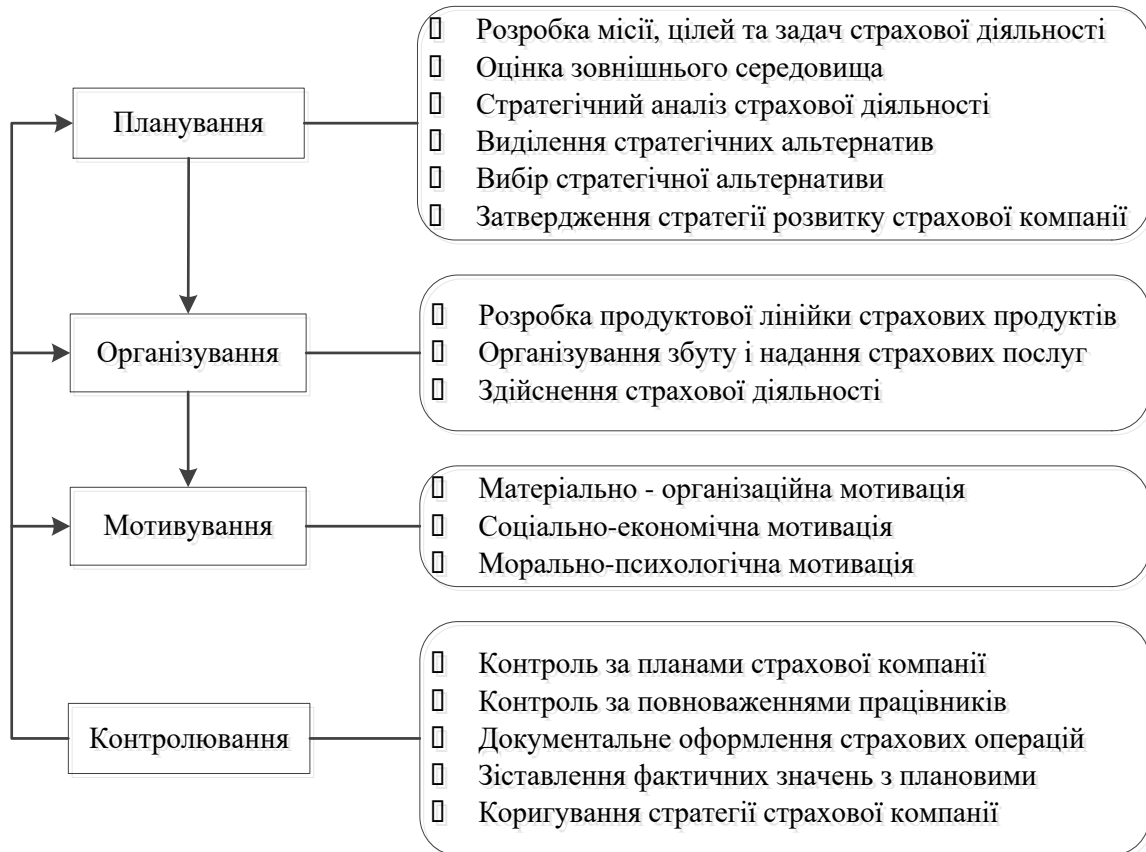 Планування
Розробка місії, цілей та задач страхової діяльності
Оцінка зовнішнього середовища
Стратегічний аналіз страхової діяльності
Виділення стратегічних альтернатив
Вибір стратегічної альтернативи
Затвердження стратегії розвитку страхової компанії
Організування
Розробка продуктової лінійки страхових продуктів
Організування збуту і надання страхових послуг
Здійснення страхової діяльності
Мотивування
Матеріально - організаційна мотивація
Соціально-економічна мотивація
Морально-психологічна мотивація
Контролювання
Контроль за планами страхової компанії
Контроль за повноваженнями працівників
Документальне оформлення страхових операцій
Зіставлення фактичних значень з плановими
Коригування стратегії страхової компанії